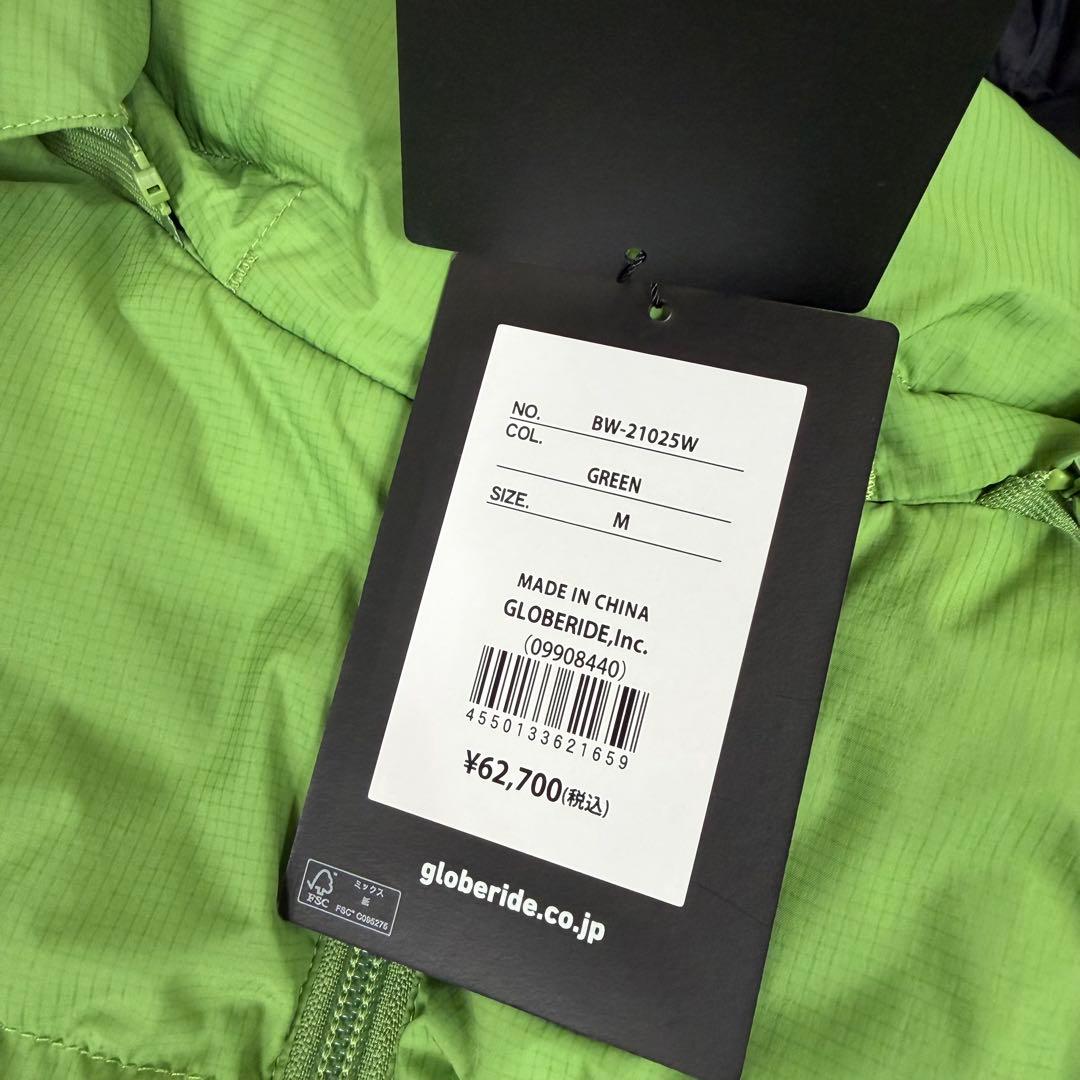 NO. BW-21025W
COL.
GREEN
SIZE. M
MADE IN CHINA
GLOBERIDE,Inc.
(09908440)
4550133621659
¥62,700(税込)
globeride.co.jp
FSC
ミックス
紙
FSC® C095275